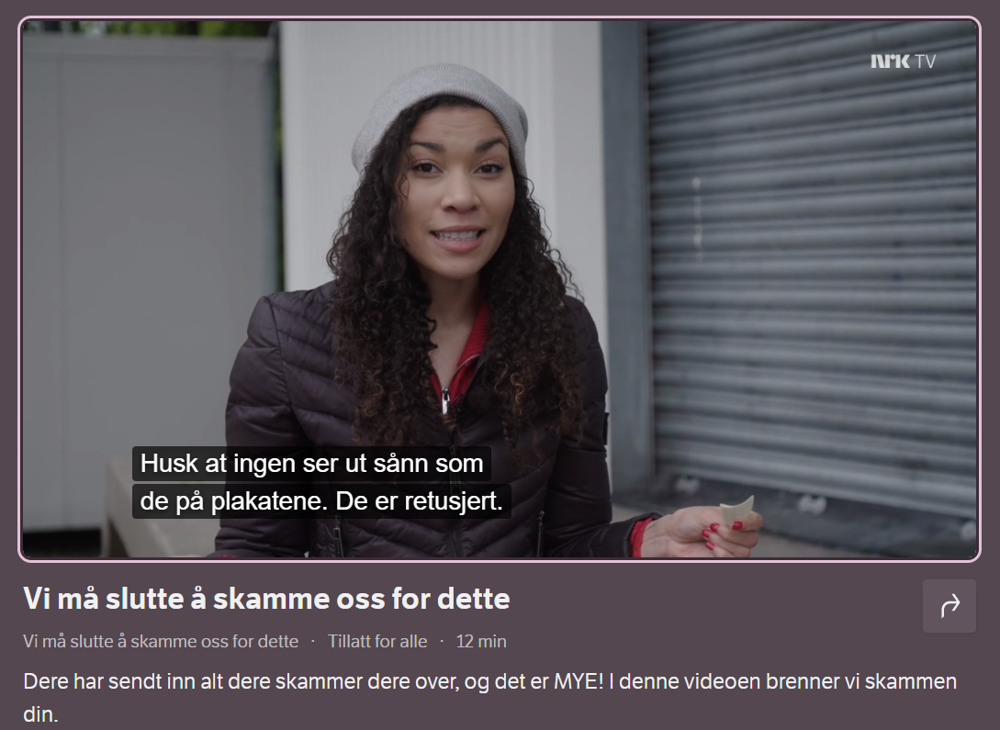 NRK TV
Husk at ingen ser ut sånn som
de på plakatene. De er retusjert.
Vi må slutte å skamme oss for dette
Vi må slutte å skamme oss for dette · Tillatt for alle · 12 min
Dere har sendt inn alt dere skammer dere over, og det er MYE! I denne videoen brenner vi skammen
din.